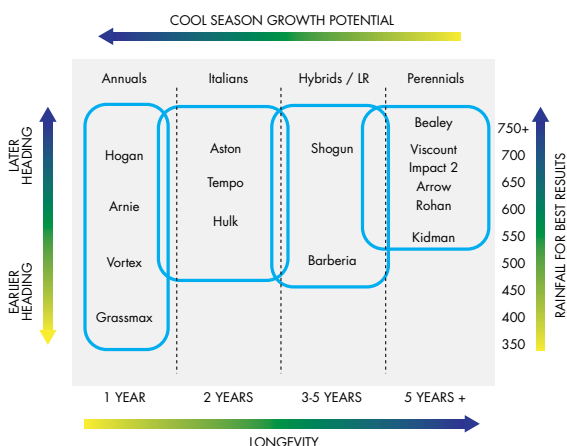 COOL SEASON GROWTH POTENTIAL
Annuals Italians Hybrids / LR Perennials
LATER HEADING
EARLIER HEADING
Hogan
Arnie
Vortex
Grassmax
Aston
Tempo
Hulk
Shogun
Barberia
Bealey
Viscount
Impact 2
Arrow
Rohan
Kidman
750+
700
650
600
550
500
450
400
350
RAINFALL FOR BEST RESULTS
1 YEAR 2 YEARS 3-5 YEARS 5 YEARS +
LONGEVITY